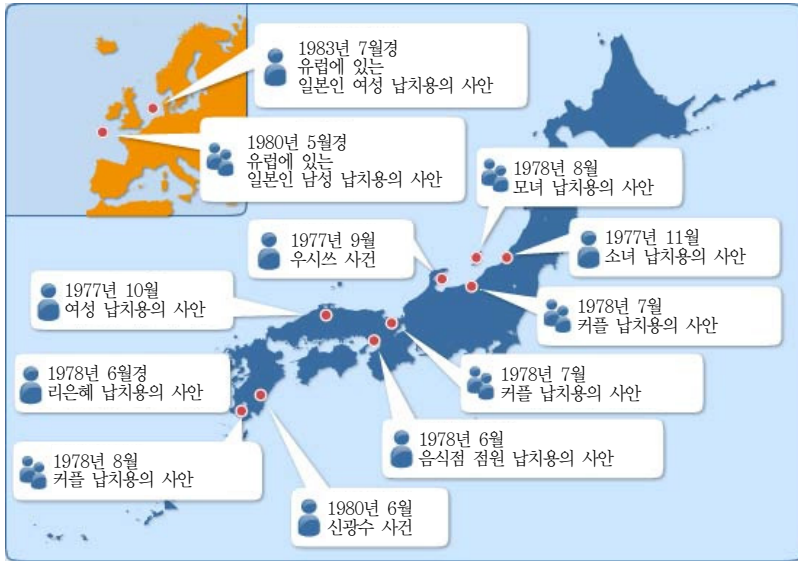 1983년 7월경
유럽에 있는
일본인 여성 납치용의 사안
1980년 5월경
유럽에 있는
일본인 남성 납치용의 사안
1978년 8월
모녀 납치용의 사안
1977년 9월
우시쓰 사건
1977년 11월
소녀 납치용의 사안
1977년 10월
여성 납치용의 사안
1978년 7월
커플 납치용의 사안
1978년 6월경
리은혜 납치용의 사안
1978년 7월
커플 납치용의 사안
1978년 6월
음식점 점원 납치용의 사안
1978년 8월
커플 납치용의 사안
1980년 6월
신광수 사건